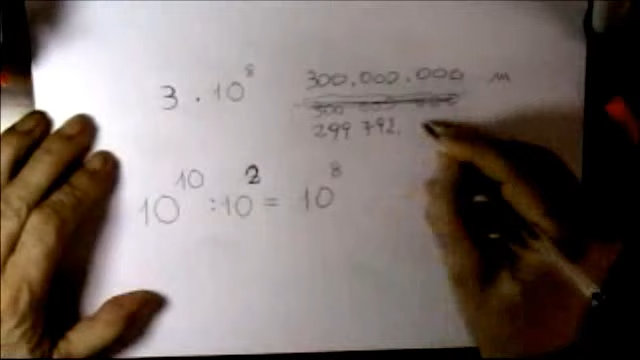 3 . 10⁸ 300.000.000 m
299 792.
10¹⁰ : 10² = 10⁸